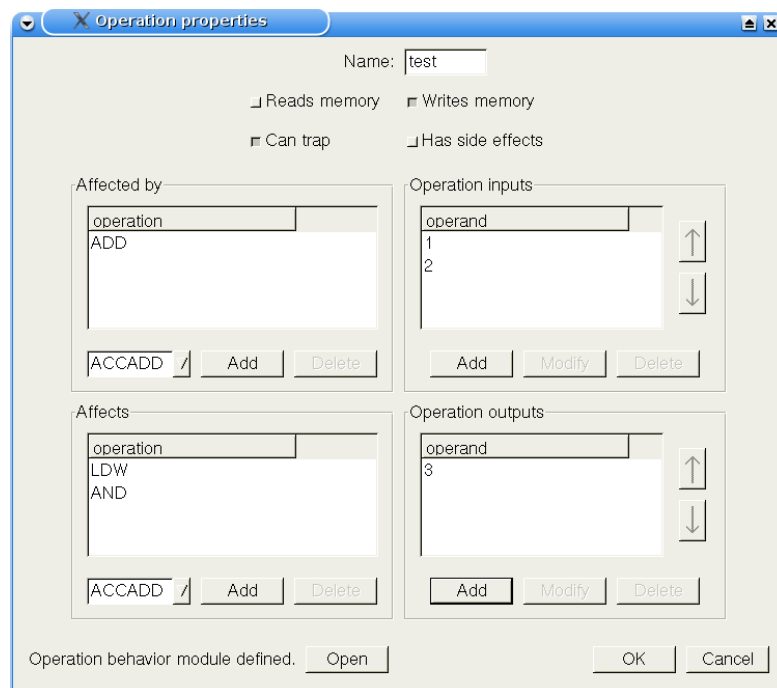 Operation properties
Name: test
Reads memory Writes memory
Can trap Has side effects
Affected by
operation
ADD
ACCADD Add Delete
Operation inputs
operand
1
2
Add Modify Delete
Affects
operation
LDW
AND
ACCADD Add Delete
Operation outputs
operand
3
Add Modify Delete
Operation behavior module defined. Open
OK Cancel